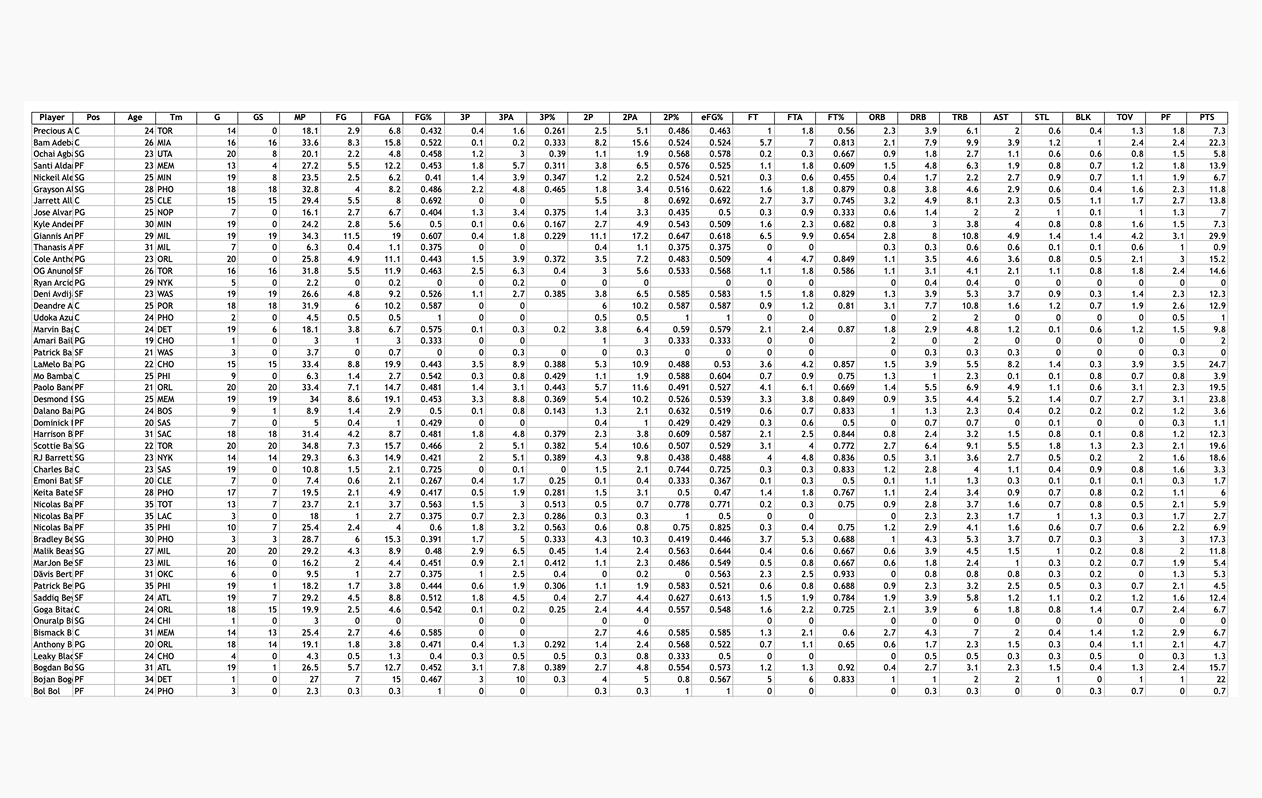 Player Pos Age Tm G GS MP FG FGA FG% 3P 3PA 3P% 2P 2PA 2P% eFG% FT FTA FT% ORB DRB TRB AST STL BLK TOV PF PTS
Precious A C 24 TOR 14 0 18.1 2.9 6.8 0.432 0.4 1.6 0.261 2.5 5.1 0.486 0.463 1 1.8 0.56 2.3 3.9 6.1 2 0.6 0.4 1.3 1.8 7.3
Bam Adeb C 26 MIA 16 16 33.6 8.3 15.8 0.522 0.1 0.2 0.333 8.2 15.6 0.524 0.524 5.7 7 0.813 2.1 7.9 9.9 3.9 1.2 1 2.4 2.4 22.3
Ochai Agb SG 23 UTA 20 8 20.1 2.2 4.8 0.458 1.2 3 0.39 1.1 1.9 0.568 0.578 0.2 0.3 0.667 0.9 1.8 2.7 1.1 0.6 0.6 0.8 1.5 5.8
Santi Aldai PF 23 MEM 13 4 27.2 5.5 12.2 0.453 1.8 5.7 0.311 3.8 6.5 0.576 0.525 1.1 1.8 0.609 1.5 4.8 6.3 1.9 0.8 0.7 1.2 1.8 13.9
Nickeil Ale SG 25 MIN 19 8 23.5 2.5 6.2 0.41 1.4 3.9 0.347 1.2 2.2 0.524 0.521 0.3 0.6 0.455 0.4 1.7 2.2 2.7 0.9 0.7 1.1 1.9 6.7
Grayson Al SG 28 PHO 18 18 32.8 4 8.2 0.486 2.2 4.8 0.465 1.8 3.4 0.516 0.622 1.6 1.8 0.879 0.8 3.8 4.6 2.9 0.6 0.4 1.6 2.3 11.8
Jarrett All C 25 CLE 15 15 29.4 5.5 8 0.692 0 0 5.5 8 0.692 0.692 2.7 3.7 0.745 3.2 4.9 8.1 2.3 0.5 1.1 1.7 2.7 13.8
Jose Alvar PG 25 NOP 7 0 16.1 2.7 6.7 0.404 1.3 3.4 0.375 1.4 3.3 0.435 0.5 0.3 0.9 0.333 0.6 1.4 2 2 1 0.1 1 1.3 7
Kyle Ander PF 30 MIN 19 0 24.2 2.8 5.6 0.5 0.1 0.6 0.167 2.7 4.9 0.543 0.509 1.6 2.3 0.682 0.8 3 3.8 4 0.8 0.8 1.6 1.5 7.3
Giannis An PF 29 MIL 19 19 34.3 11.5 19 0.607 0.4 1.8 0.229 11.1 17.2 0.647 0.618 6.5 9.9 0.654 2.8 8 10.8 4.9 1.4 1.4 4.2 3.1 29.9
Thanasis A PF 31 MIL 7 0 6.3 0.4 1.1 0.375 0 0 0.4 1.1 0.375 0.375 0 0 0.3 0.3 0.6 0.6 0.1 0.1 0.6 1 0.9
Cole Antho PG 23 ORL 20 0 25.8 4.9 11.1 0.443 1.5 3.9 0.372 3.5 7.2 0.483 0.509 4 4.7 0.849 1.1 3.5 4.6 3.6 0.8 0.5 2.1 3 15.2
OG Anunol SF 26 TOR 16 16 31.8 5.5 11.9 0.463 2.5 6.3 0.4 3 5.6 0.533 0.568 1.1 1.8 0.586 1.1 3.1 4.1 2.1 1.1 0.8 1.8 2.4 14.6
Ryan Arcid PG 29 NYK 5 0 2.2 0 0.2 0 0 0.2 0 0 0 0 0 0 0 0.4 0.4 0 0 0 0 0 0
Deni Avdij SF 23 WAS 19 19 26.6 4.8 9.2 0.526 1.1 2.7 0.385 3.8 6.5 0.585 0.583 1.5 1.8 0.829 1.3 3.9 5.3 3.7 0.9 0.3 1.4 2.3 12.3
Deandre A C 25 POR 18 18 31.9 6 10.2 0.587 0 0 6 10.2 0.587 0.587 0.9 1.2 0.81 3.1 7.7 10.8 1.6 1.2 0.7 1.9 2.6 12.9
Udoka Azu C 24 PHO 2 0 4.5 0.5 0.5 1 0 0 0.5 0.5 1 1 0 0 0 2 2 0 0 0 0 0.5 1
Marvin Bag C 24 DET 19 6 18.1 3.8 6.7 0.575 0.1 0.3 0.2 3.8 6.4 0.59 0.579 2.1 2.4 0.87 1.8 2.9 4.8 1.2 0.1 0.6 1.2 1.5 9.8
Amari Bail PG 19 CHO 3 0 3 1 3 0.333 0 0 1 3 0.333 0.333 0 0 2 0 2 0 0 0 0 0 2
Patrick Ba SF 21 WAS 3 0 3.7 0 0.7 0 0 0.3 0 0 0.3 0 0 0 0 0 0.3 0.3 0.3 0 0 0 0.3 0
LaMelo Ba PG 22 CHO 15 15 33.4 8.8 19.9 0.443 3.5 8.9 0.388 5.3 10.9 0.488 0.53 3.6 4.2 0.857 1.5 3.9 5.5 8.2 1.4 0.3 3.9 3.5 24.7
Mo Bamba C 25 PHI 9 0 6.3 1.4 2.7 0.542 0.3 0.8 0.429 1.1 1.9 0.588 0.604 0.7 0.9 0.75 1.3 1 2.3 0.1 0.1 0.8 0.7 0.8 3.9
Paolo Banc PF 21 ORL 20 20 33.4 7.1 14.7 0.481 1.4 3.1 0.443 5.7 11.6 0.491 0.527 4.1 6.1 0.669 1.4 5.5 6.9 4.9 1.1 0.6 3.1 2.3 19.5
Desmond I SG 25 MEM 19 19 34 8.6 19.1 0.453 3.3 8.8 0.369 5.4 10.2 0.526 0.539 3.3 3.8 0.849 0.9 3.5 4.4 5.2 1.4 0.7 2.7 3.1 23.8
Dalano Ba PG 24 BOS 9 1 8.9 1.4 2.9 0.5 0.1 0.8 0.143 1.3 2.1 0.632 0.519 0.6 0.7 0.833 1 1.3 2.3 0.4 0.2 0.2 0.2 1.2 3.6
Dominick I PF 20 SAS 7 0 5 0.4 1 0.429 0 0 0.4 1 0.429 0.429 0.3 0.6 0.5 0 0.7 0.7 0.4 0 0.1 0 0.3 1.1
Harrison B PF 31 SAC 18 18 31.4 4.2 8.7 0.481 1.8 4.8 0.379 2.3 3.8 0.609 0.587 2.1 2.5 0.844 0.8 2.4 3.2 1.5 0.8 0.1 0.8 1.2 12.3
Scottie Ba SG 22 TOR 20 20 34.8 7.3 15.7 0.466 2 5.1 0.382 5.4 10.6 0.507 0.529 3.1 4 0.772 2.7 6.4 9.1 5.5 1.8 1.3 2.3 2.1 19.6
RJ Barrett SG 23 NYK 14 14 29.3 6.3 14.9 0.421 2 5.1 0.389 4.3 9.8 0.438 0.488 4 4.8 0.836 0.5 3.1 3.6 2.7 0.5 0.2 2 1.6 18.6
Charles Ba C 23 SAS 19 0 10.8 1.5 2.1 0.725 0 0.1 0 1.5 2.1 0.744 0.725 0.3 0.3 0.833 1.2 2.8 4 1.1 0.4 0.9 0.8 1.6 3.3
Emoni Bat SF 20 CLE 7 0 7.4 0.6 2.1 0.267 0.4 1.7 0.25 0.1 0.4 0.333 0.367 0.1 0.3 0.5 0.1 1.1 1.3 0.3 0.1 0.1 0.1 0.3 1.7
Keita Bate SF 28 PHO 17 7 19.5 2.1 4.9 0.417 0.5 1.9 0.281 1.5 3.1 0.5 0.47 1.4 1.8 0.767 1.1 2.4 3.4 0.9 0.7 0.8 0.2 1.1 6
Nicolas Ba PF 35 TOT 13 7 23.7 2.1 3.7 0.563 1.5 3 0.513 0.5 0.7 0.778 0.771 0.2 0.3 0.75 0.9 2.8 3.7 1.6 0.7 0.8 0.5 2.1 5.9
Nicolas Ba PF 35 LAC 3 0 18 1 2.7 0.375 0.7 2.3 0.286 0.3 0.3 1 0.5 0 0 0 2.3 2.3 1.7 1 1.3 0.3 1.7 2.7
Nicolas Ba PF 35 PHI 10 7 25.4 2.4 4 0.6 1.8 3.2 0.563 0.6 0.8 0.75 0.825 0.3 0.4 0.75 1.2 2.9 4.1 1.6 0.6 0.7 0.6 2.2 6.9
Bradley Be SG 30 PHO 3 3 28.7 6 15.3 0.391 1.7 5 0.333 4.3 10.3 0.419 0.446 3.7 5.3 0.688 1 4.3 5.3 3.7 0.3 0.7 3 3 17.3
Malik Beas SG 27 MIL 20 20 29.2 4.3 8.9 0.48 2.9 6.5 0.45 1.4 2.4 0.563 0.644 0.4 0.6 0.667 0.6 3.9 4.5 1.5 1 0.2 0.8 2 11.8
MarJon Be SF 23 MIL 16 0 16.2 2 4.4 0.451 0.9 2.1 0.412 1.1 2.3 0.486 0.549 0.5 0.8 0.667 0.6 1.8 2.4 1 0.3 0.2 0.7 1.9 5.4
Dāvis Bert PF 31 OKC 6 0 9.5 1 2.7 0.375 1 2.5 0.4 0 0.2 0 0.563 2.3 2.5 0.933 0 0.8 0.8 0.8 0.3 0.2 0 1.3 5.3
Patrick Be PG 35 PHI 19 1 18.2 1.7 3.8 0.444 0.6 1.9 0.306 1.1 1.9 0.583 0.521 0.6 0.8 0.688 0.9 2.3 3.2 2.5 0.5 0.3 0.7 2.1 4.5
Saddiq Bey SF 24 ATL 19 7 29.2 4.5 8.8 0.512 1.8 4.5 0.4 2.7 4.4 0.627 0.613 1.5 1.9 0.784 1.9 3.9 5.8 1.2 1.1 0.2 1.2 1.6 12.4
Goga Bitac C 24 ORL 18 15 19.9 2.5 4.6 0.542 0.1 0.2 0.25 2.4 4.4 0.557 0.548 1.6 2.2 0.725 2.1 3.9 6 1.8 0.8 1.4 0.7 2.4 6.7
Onuralp Bi SG 24 CHI 1 0 3 0 0 0 0 0 0 0 0 0 0 0 0 0 0 0 0 0
Bismack B C 31 MEM 14 13 25.4 2.7 4.6 0.585 0 0 2.7 4.6 0.585 0.585 1.3 2.1 0.6 2.7 4.3 7 2 0.4 1.4 1.2 2.9 6.7
Anthony B PG 20 ORL 18 14 19.1 1.8 3.8 0.471 0.4 1.3 0.292 1.4 2.4 0.568 0.522 0.7 1.1 0.65 0.6 1.7 2.3 1.5 0.3 0.4 1.1 2.1 4.7
Leaky Blac SF 24 CHO 4 0 4.3 0.5 1.3 0.4 0.3 0.5 0.5 0.3 0.8 0.333 0.5 0 0 0 0.5 0.5 0.3 0.3 0.5 0 0.3 1.3
Bogdan Bo SG 31 ATL 19 1 26.5 5.7 12.7 0.452 3.1 7.8 0.389 2.7 4.8 0.554 0.573 1.2 1.3 0.92 0.4 2.7 3.1 2.3 1.5 0.4 1.3 2.4 15.7
Bojan Bog PF 34 DET 1 0 27 7 15 0.467 3 10 0.3 4 5 0.8 0.567 5 6 0.833 1 1 2 2 1 0 1 1 22
Bol Bol PF 24 PHO 3 0 2.3 0.3 0.3 1 0 0 0.3 0.3 1 1 0 0 0 0.3 0.3 0 0 0.3 0.7 0 0.7